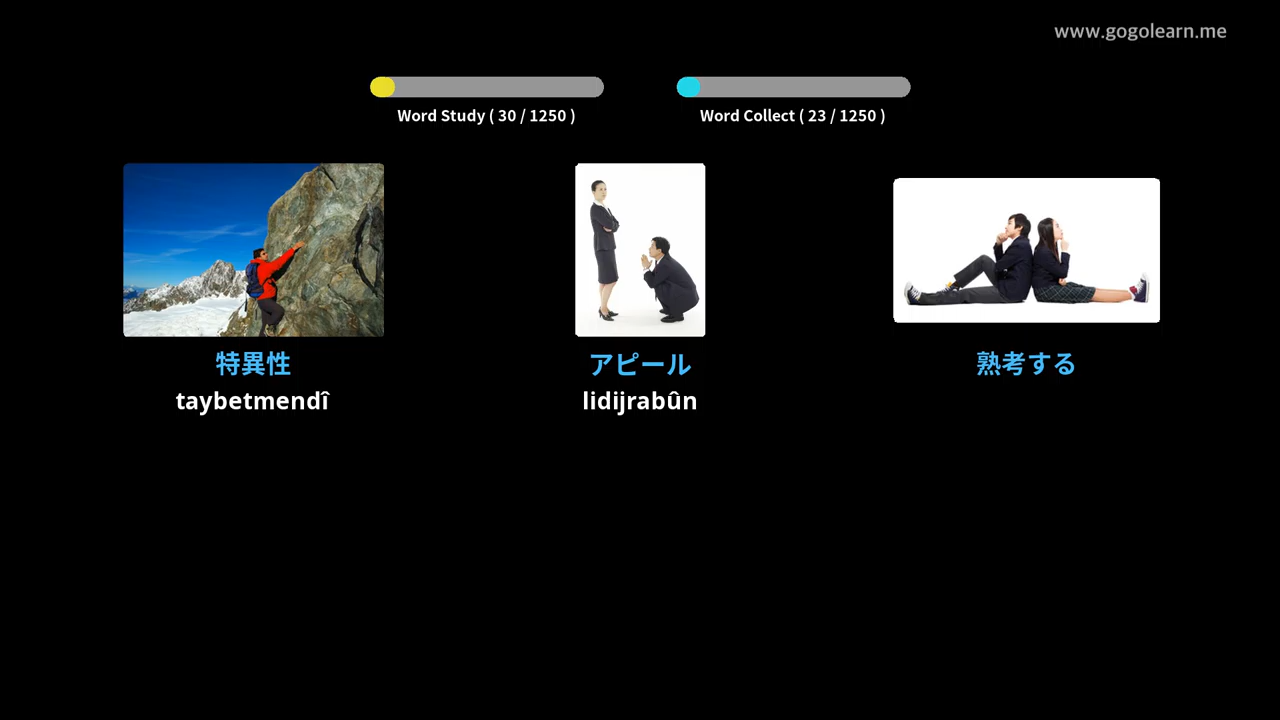 www.gogolearn.me
Word Study ( 30 / 1250 )
Word Collect ( 23 / 1250 )
特異性
アピール
熟考する
taybetmendî
lidijrabûn